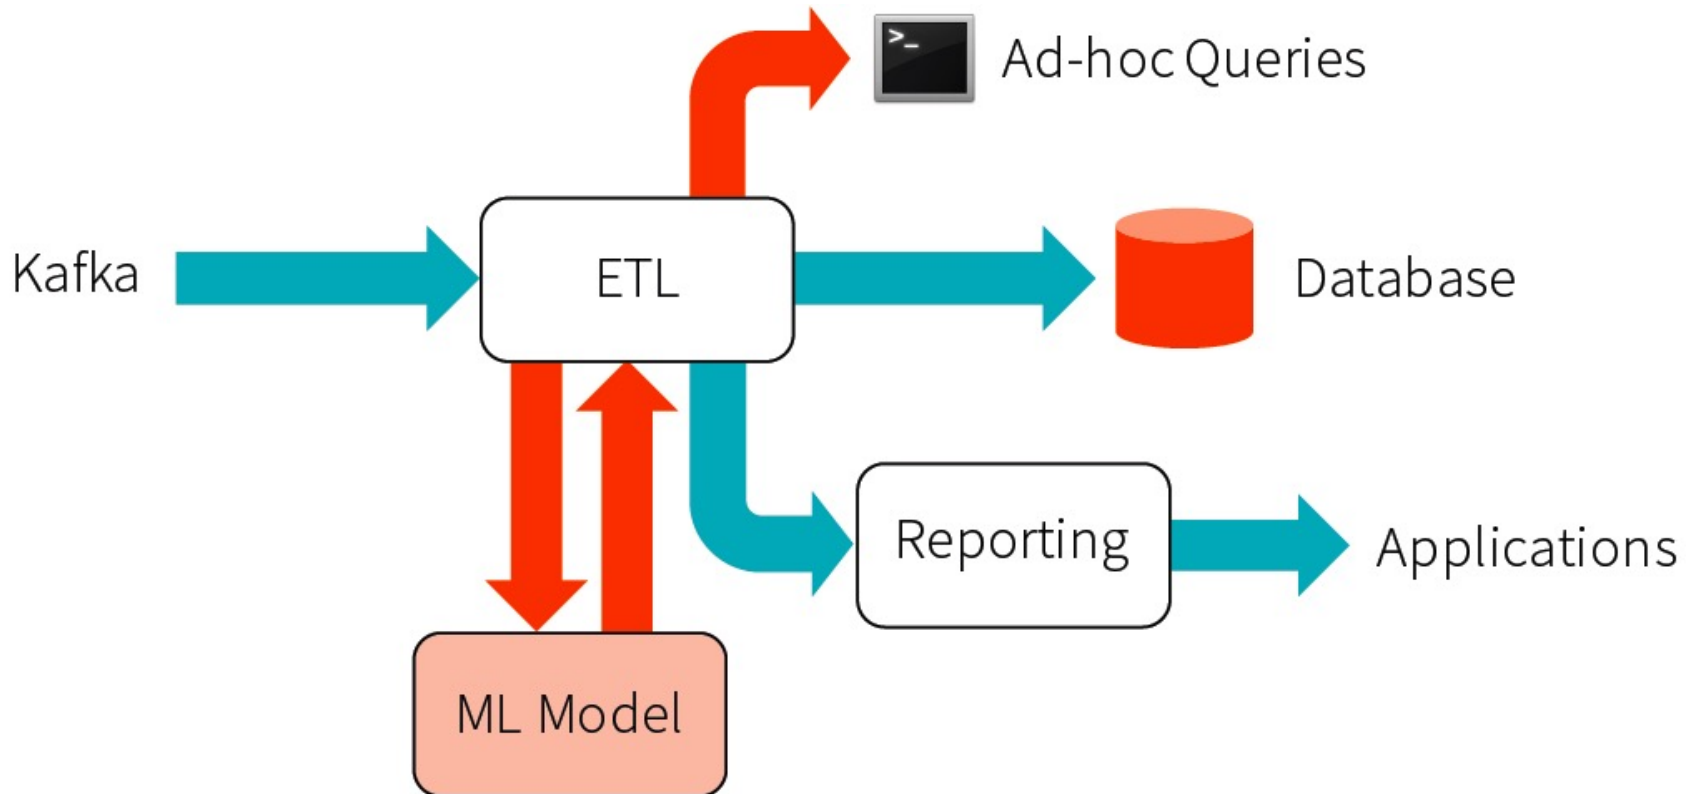 >_
Ad-hoc Queries
Kafka
ETL
Database
Reporting
Applications
ML Model